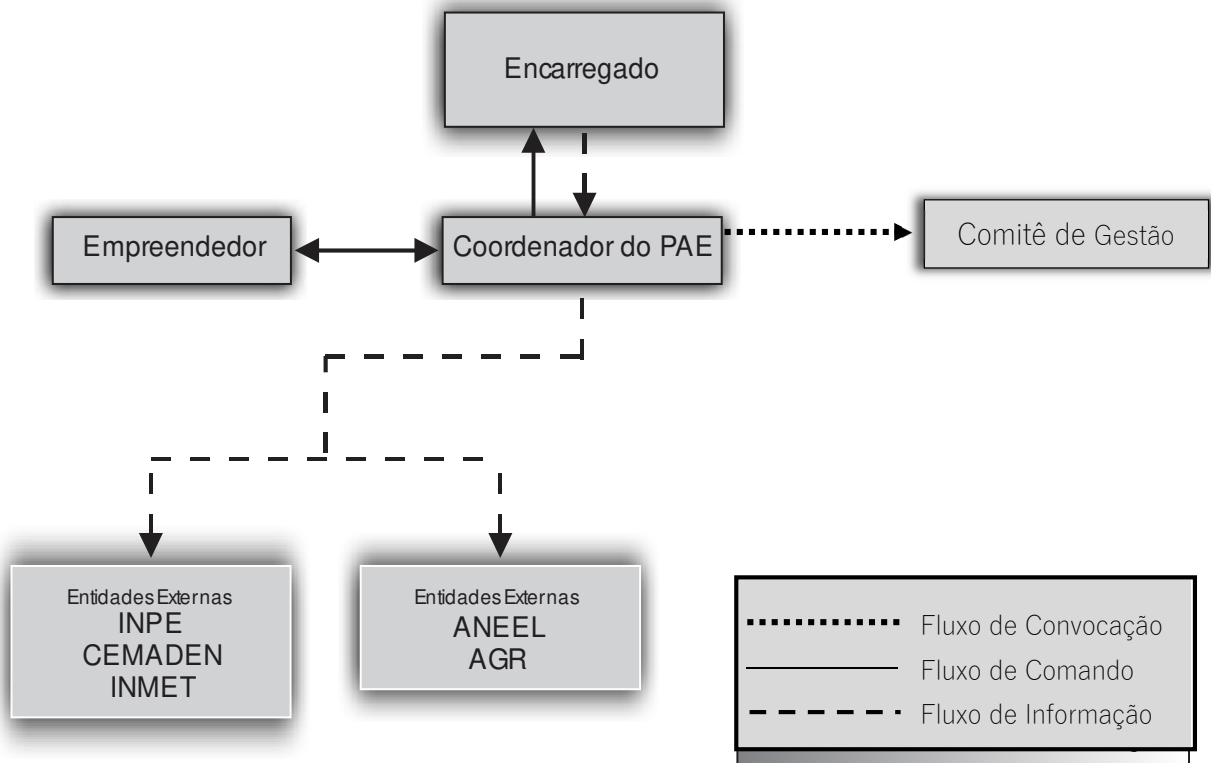 Encarregado
Empreendedor
Coordenador do PAE
Comitê de Gestão
Entidades Externas
INPE
CEMADEN
INMET
Entidades Externas
ANEEL
AGR
Fluxo de Convocação
Fluxo de Comando
Fluxo de Informação